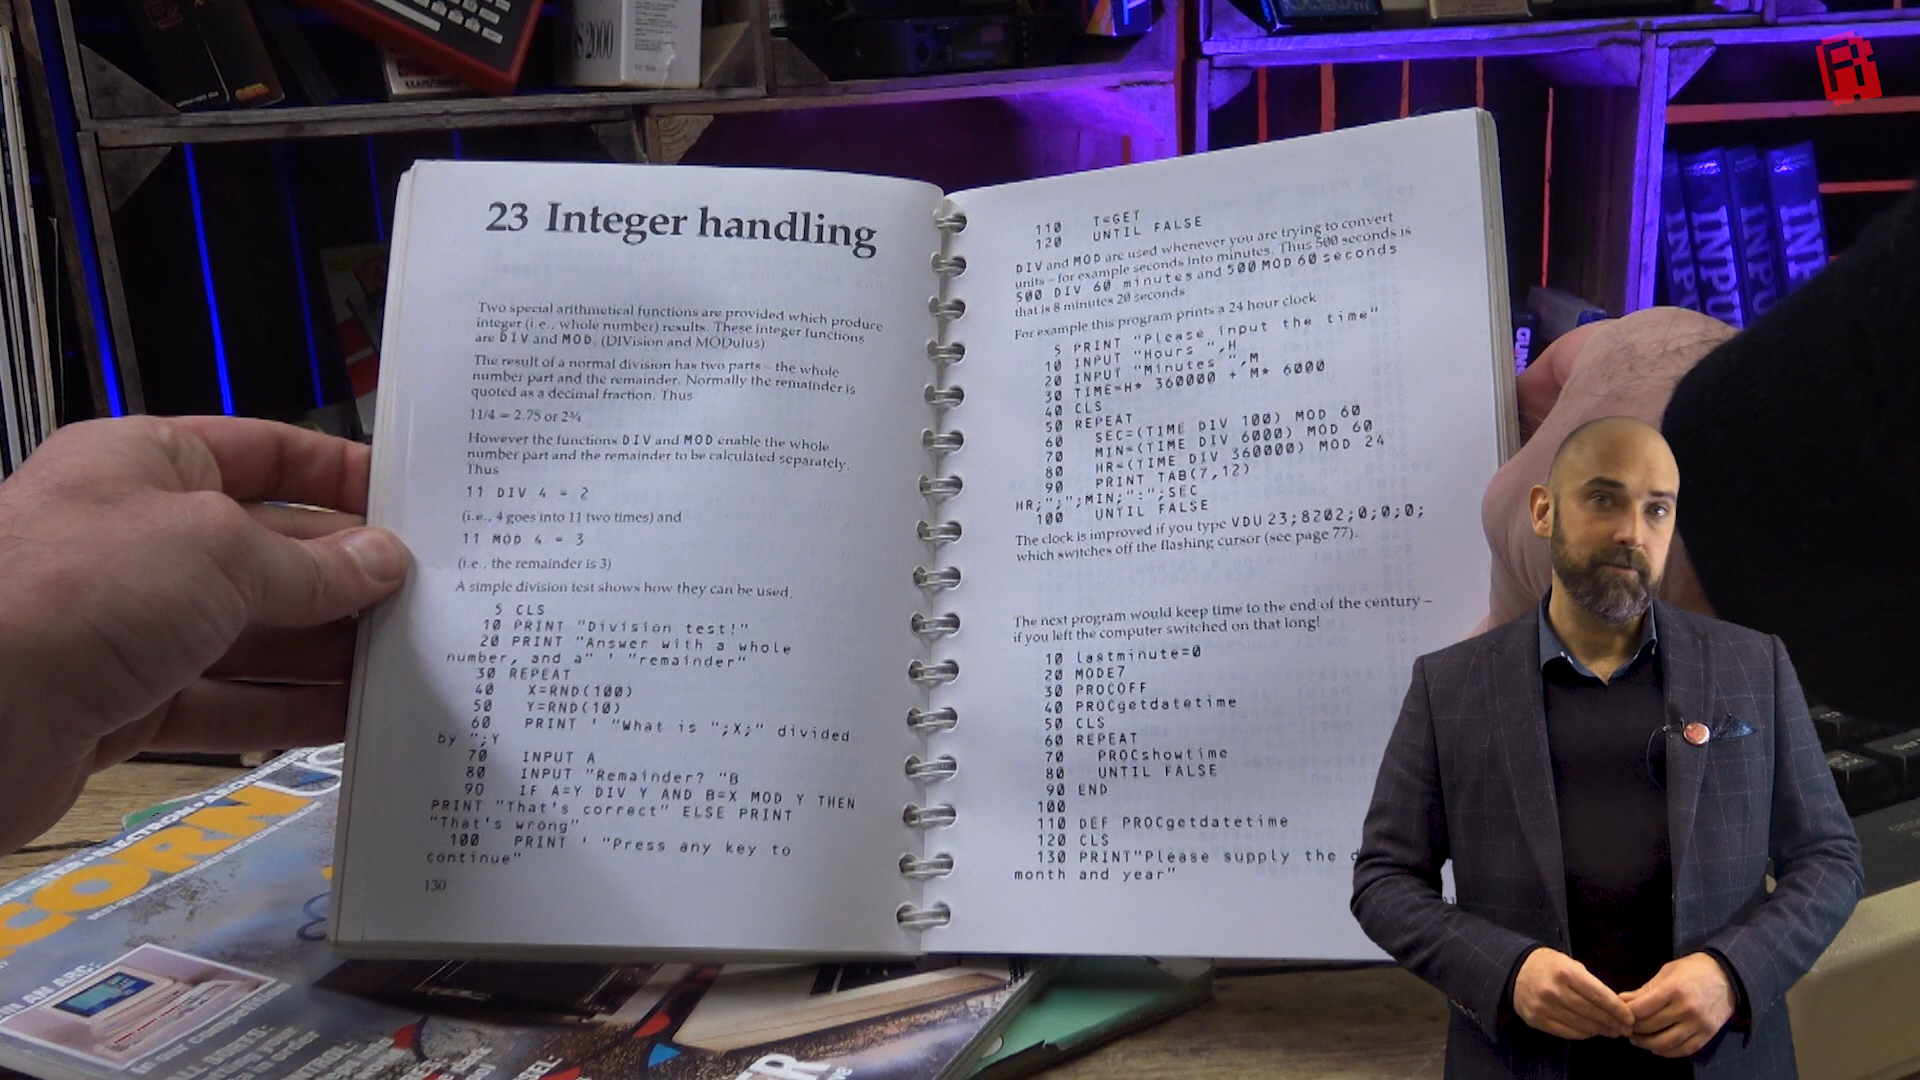 23 Integer handling
Two special arithmetical functions are provided which produce
integer (i.e., whole number) results. These integer functions
are DIV and MOD. (DIVision and MODulus)
The result of a normal division has two parts – the whole
number part and the remainder. Normally the remainder is
quoted as a decimal fraction. Thus
11/4 = 2.75 or 2¾
However the functions DIV and MOD enable the whole
number part and the remainder to be calculated separately.
Thus
11 DIV 4 = 2
(i.e., 4 goes into 11 two times) and
11 MOD 4 = 3
(i.e., the remainder is 3)
A simple division test shows how they can be used.
5 CLS
10 PRINT "Division test!"
20 PRINT "Answer with a whole
number, and a" ' "remainder"
30 REPEAT
40 X=RND(100)
50 Y=RND(10)
60 PRINT ' "What is ";X;" divided
by ";Y
70 INPUT A
80 INPUT "Remainder? "B
90 IF A=Y DIV Y AND B=X MOD Y THEN
PRINT "That's correct" ELSE PRINT
"That's wrong"
100 PRINT ' "Press any key to
continue"
130
110 T=GET
120 UNTIL FALSE
DIV and MOD are used whenever you are trying to convert
units – for example seconds into minutes. Thus 500 seconds is
500 DIV 60 minutes and 500 MOD 60 seconds
that is 8 minutes 20 seconds
For example this program prints a 24 hour clock
5 PRINT "Please input the time"
10 INPUT "Hours ",H
20 INPUT "Minutes ",M
30 TIME=H* 360000 + M* 6000
40 CLS
50 REPEAT
60 SEC=(TIME DIV 100) MOD 60
70 MIN=(TIME DIV 6000) MOD 60
80 HR=(TIME DIV 360000) MOD 24
90 PRINT TAB(7,12)
HR;":";MIN;":";SEC
100 UNTIL FALSE
The clock is improved if you type VDU 23;8202;0;0;0;
which switches off the flashing cursor (see page 77).
The next program would keep time to the end of the century –
if you left the computer switched on that long!
10 lastminute=0
20 MODE7
30 PROCOFF
40 PROCgetdatetime
50 CLS
60 REPEAT
70 PROCshowtime
80 UNTIL FALSE
90 END
100
110 DEF PROCgetdatetime
120 CLS
130 PRINT"Please supply the d
month and year"
INPUT
CORN
AN ARC: